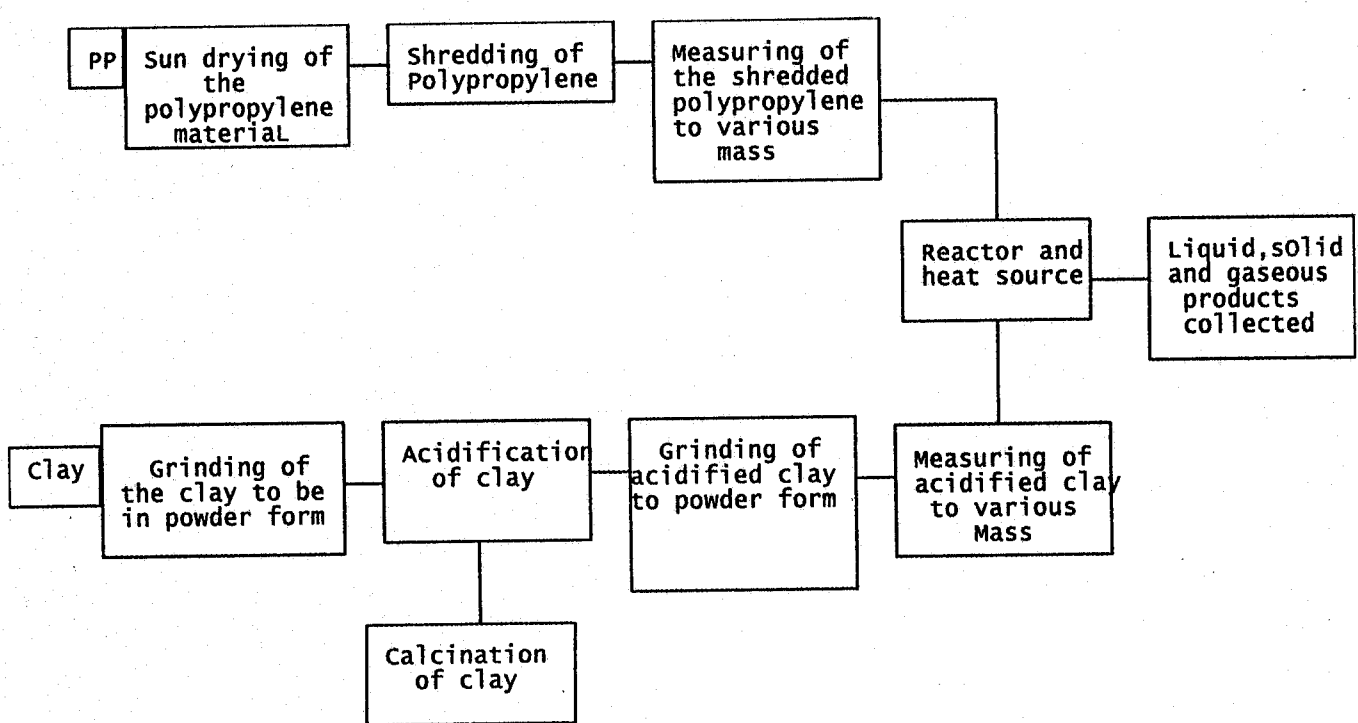 PP
Sun drying of
the
polypropylene
materiaL
Shredding of
Polypropylene
Measuring of
the shredded
polypropylene
to various
mass
Reactor and
heat source
Liquid,sOlid
and gaseous
products
collected
Clay
Grinding of
the clay to be
in powder form
Acidification
of clay
Grinding of
acidified clay
to powder form
Measuring of
acidified clay
to various
Mass
Calcination
of clay